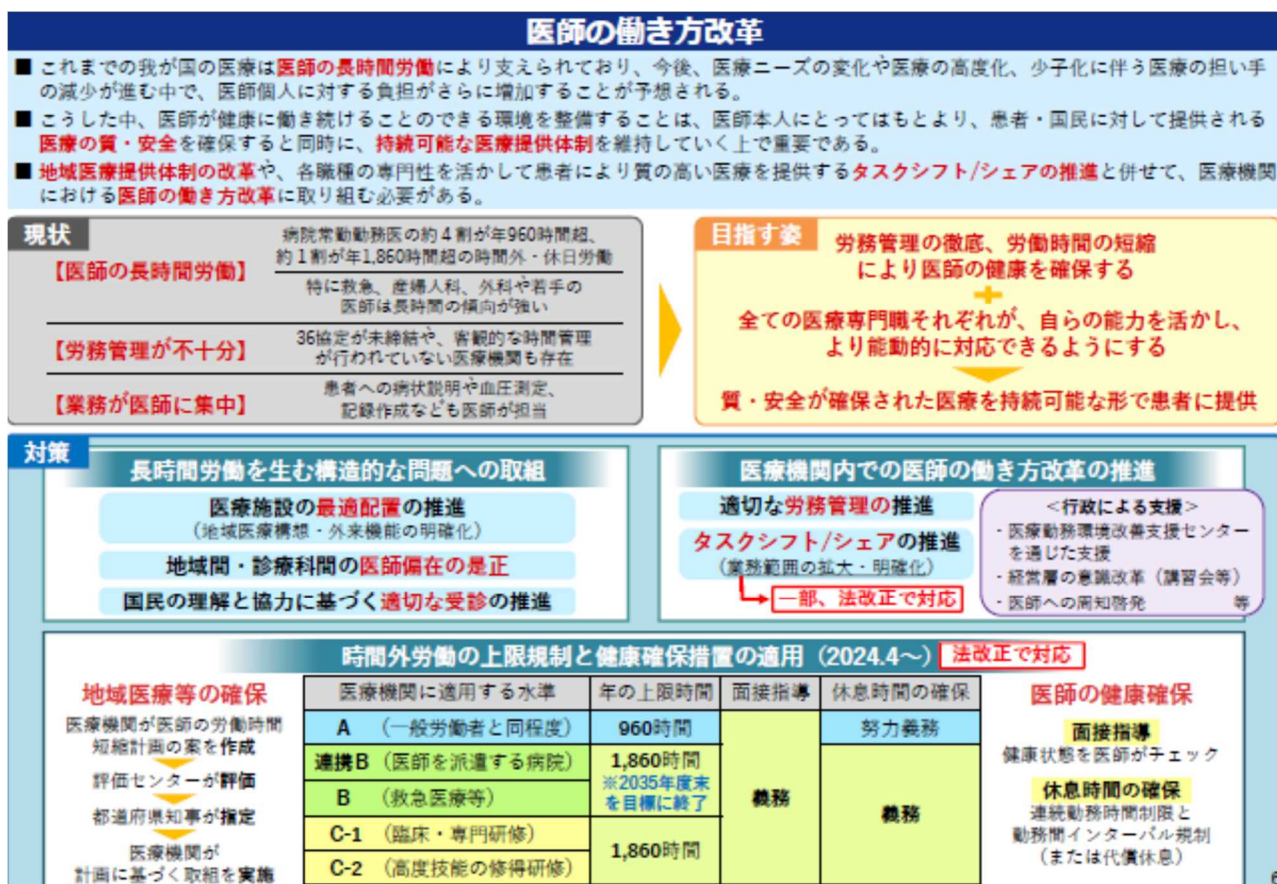 医師の働き方改革
■ これまでの我が国の医療は医師の長時間労働により支えられており、今後、医療ニーズの変化や医療の高度化、少子化に伴う医療の担い手
の減少が進む中で、医師個人に対する負担がさらに増加することが予想される。
■ こうした中、医師が健康に働き続けることのできる環境を整備することは、医師本人にとってはもとより、患者・国民に対して提供される
医療の質・安全を確保すると同時に、持続可能な医療提供体制を維持していく上で重要である。
■ 地域医療提供体制の改革や、各職種の専門性を活かして患者により質の高い医療を提供するタスクシフト/シェアの推進と併せて、医療機関
における医師の働き方改革に取り組む必要がある。
現状
【医師の長時間労働】
病院常勤勤務医の約4割が年960時間超、
約1割が年1,860時間超の時間外・休日労働
特に救急、産婦人科、外科や若手の
医師は長時間の傾向が強い
【労務管理が不十分】
36協定が未締結や、客観的な時間管理
が行われていない医療機関も存在
【業務が医師に集中】
患者への病状説明や血圧測定、
記録作成なども医師が担当
目指す姿
労務管理の徹底、労働時間の短縮
により医師の健康を確保する
+
全ての医療専門職それぞれが、自らの能力を活かし、
より能動的に対応できるようにする
質・安全が確保された医療を持続可能な形で患者に提供
対策
長時間労働を生む構造的な問題への取組
医療施設の最適配置の推進
(地域医療構想・外来機能の明確化)
地域間・診療科間の医師偏在の是正
国民の理解と協力に基づく適切な受診の推進
医療機関内での医師の働き方改革の推進
適切な労務管理の推進
タスクシフト/シェアの推進
(業務範囲の拡大・明確化)
一部、法改正で対応
<行政による支援>
・医療勤務環境改善支援センター
を通じた支援
・経営層の意識改革(講習会等)
・医師への周知啓発 等
時間外労働の上限規制と健康確保措置の適用(2024.4~) 法改正で対応
地域医療等の確保
医療機関が医師の労働時間
短縮計画の案を作成
評価センターが評価
都道府県知事が指定
医療機関が
計画に基づく取組を実施
医療機関に適用する水準 年の上限時間 面接指導 休息時間の確保
A (一般労働者と同程度) 960時間 努力義務
連携B (医師を派遣する病院) 1,860時間
※2035年度末
を目標に終了
B (救急医療等)
義務 義務
C-1 (臨床・専門研修)
1,860時間
C-2 (高度技能の修得研修)
医師の健康確保
面接指導
健康状態を医師がチェック
休息時間の確保
連続勤務時間制限と
勤務間インターバル規制
(または代償休息)
6